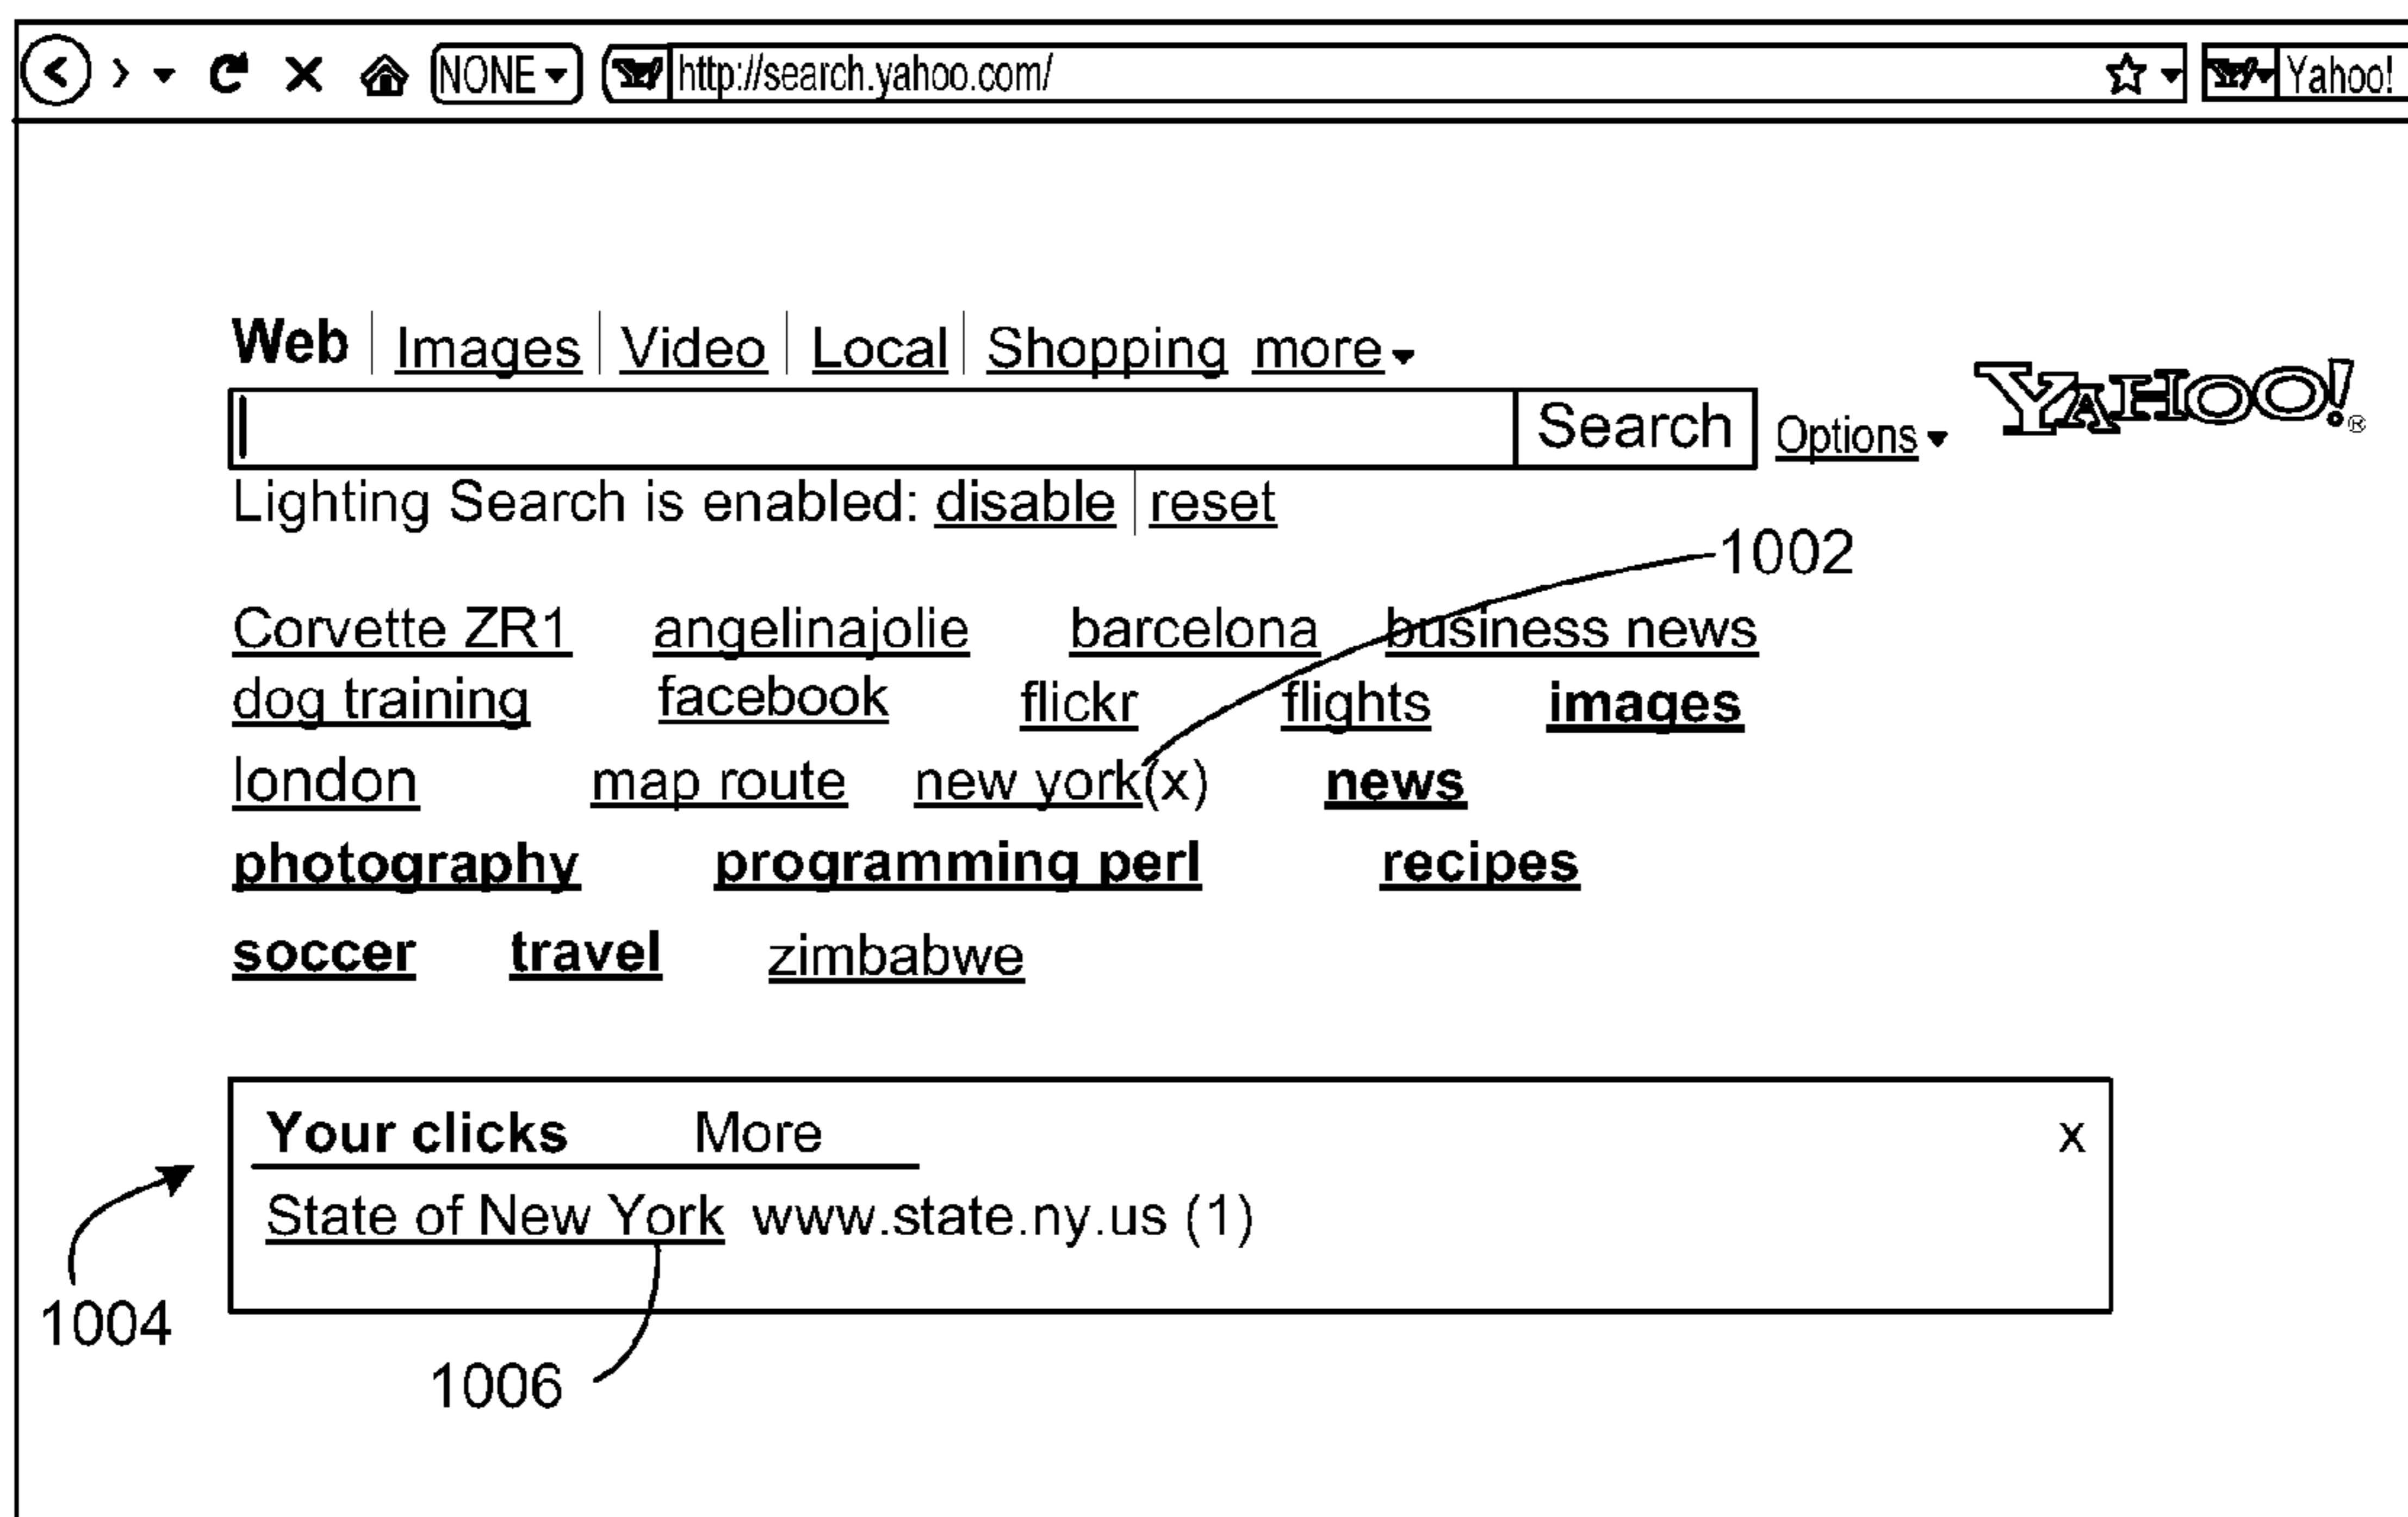 NONE http://search.yahoo.com/ Yahoo!
Web Images Video Local Shopping more
Search Options YAHOO!®
Lighting Search is enabled: disable reset
1002
Corvette ZR1 angelinajolie barcelona business news
dog training facebook flickr flights images
london map route new york(x) news
photography programming perl recipes
soccer travel zimbabwe
Your clicks More x
State of New York www.state.ny.us (1)
1004
1006